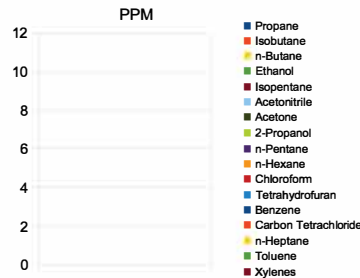 PPM
12
10
8
6
4
2
0
Propane
Isobutane
n-Butane
Ethanol
Isopentane
Acetonitrile
Acetone
2-Propanol
n-Pentane
n-Hexane
Chloroform
Tetrahydrofuran
Benzene
Carbon Tetrachloride
n-Heptane
Toluene
Xylenes